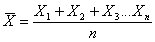 X̄ = (X₁ + X₂ + X₃...Xₙ) / n